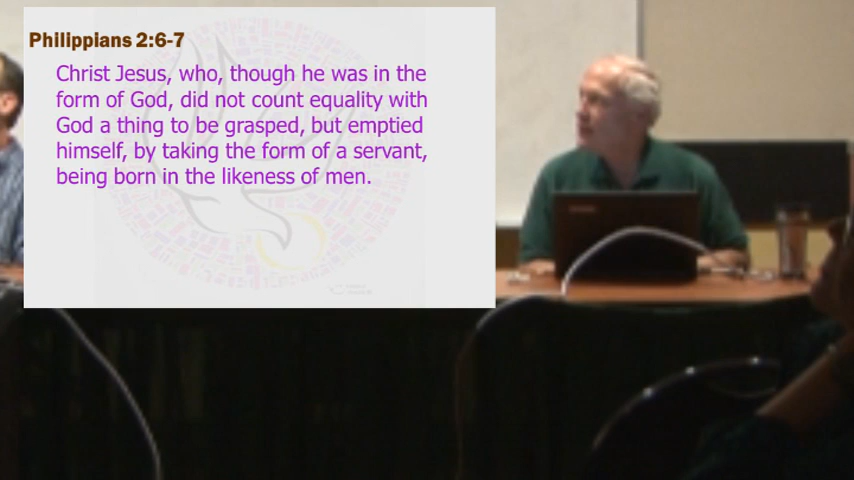 Philippians 2:6-7
Christ Jesus, who, though he was in the
form of God, did not count equality with
God a thing to be grasped, but emptied
himself, by taking the form of a servant,
being born in the likeness of men.